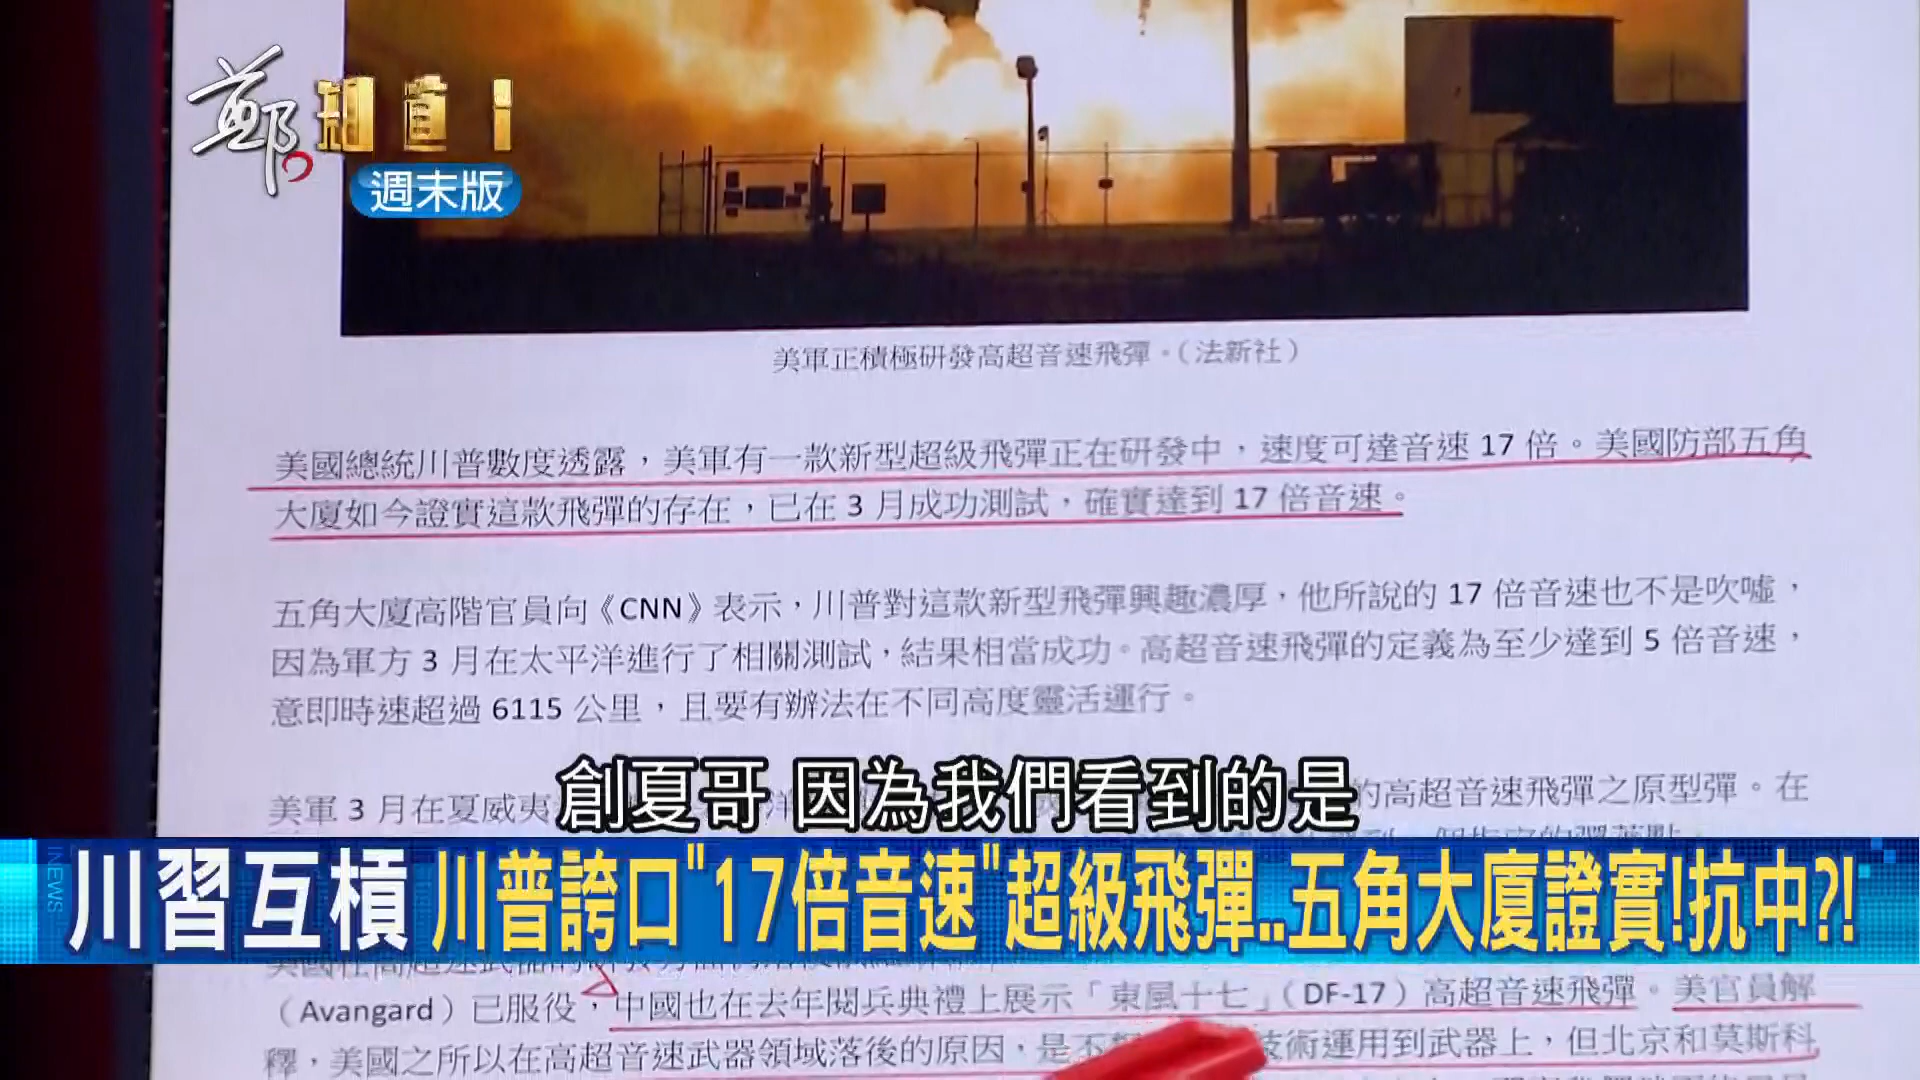 鄭知道了
週末版
美軍正積極研發高超音速飛彈。（法新社）
美國總統川普數度透露，美軍有一款新型超級飛彈正在研發中，速度可達音速 17 倍。美國防部五角
大廈如今證實這款飛彈的存在，已在 3 月成功測試，確實達到 17 倍音速。
五角大廈高階官員向《CNN》表示，川普對這款新型飛彈興趣濃厚，他所說的 17 倍音速也不是吹噓，
因為軍方 3 月在太平洋進行了相關測試，結果相當成功。高超音速飛彈的定義為至少達到 5 倍音速，
意即時速超過 6115 公里，且要有辦法在不同高度靈活運行。
創夏哥 因為我們看到的是
美軍 3 月在夏威夷 的高超音速飛彈之原型彈。在
INEWS
川習互槓 川普誇口"17倍音速"超級飛彈..五角大廈證實!抗中?!
（Avangard）已服役，中國也在去年閱兵典禮上展示「東風十七」（DF-17）高超音速飛彈。美官員解
釋，美國之所以在高超音速武器領域落後的原因，是不 技術運用到武器上，但北京和莫斯科